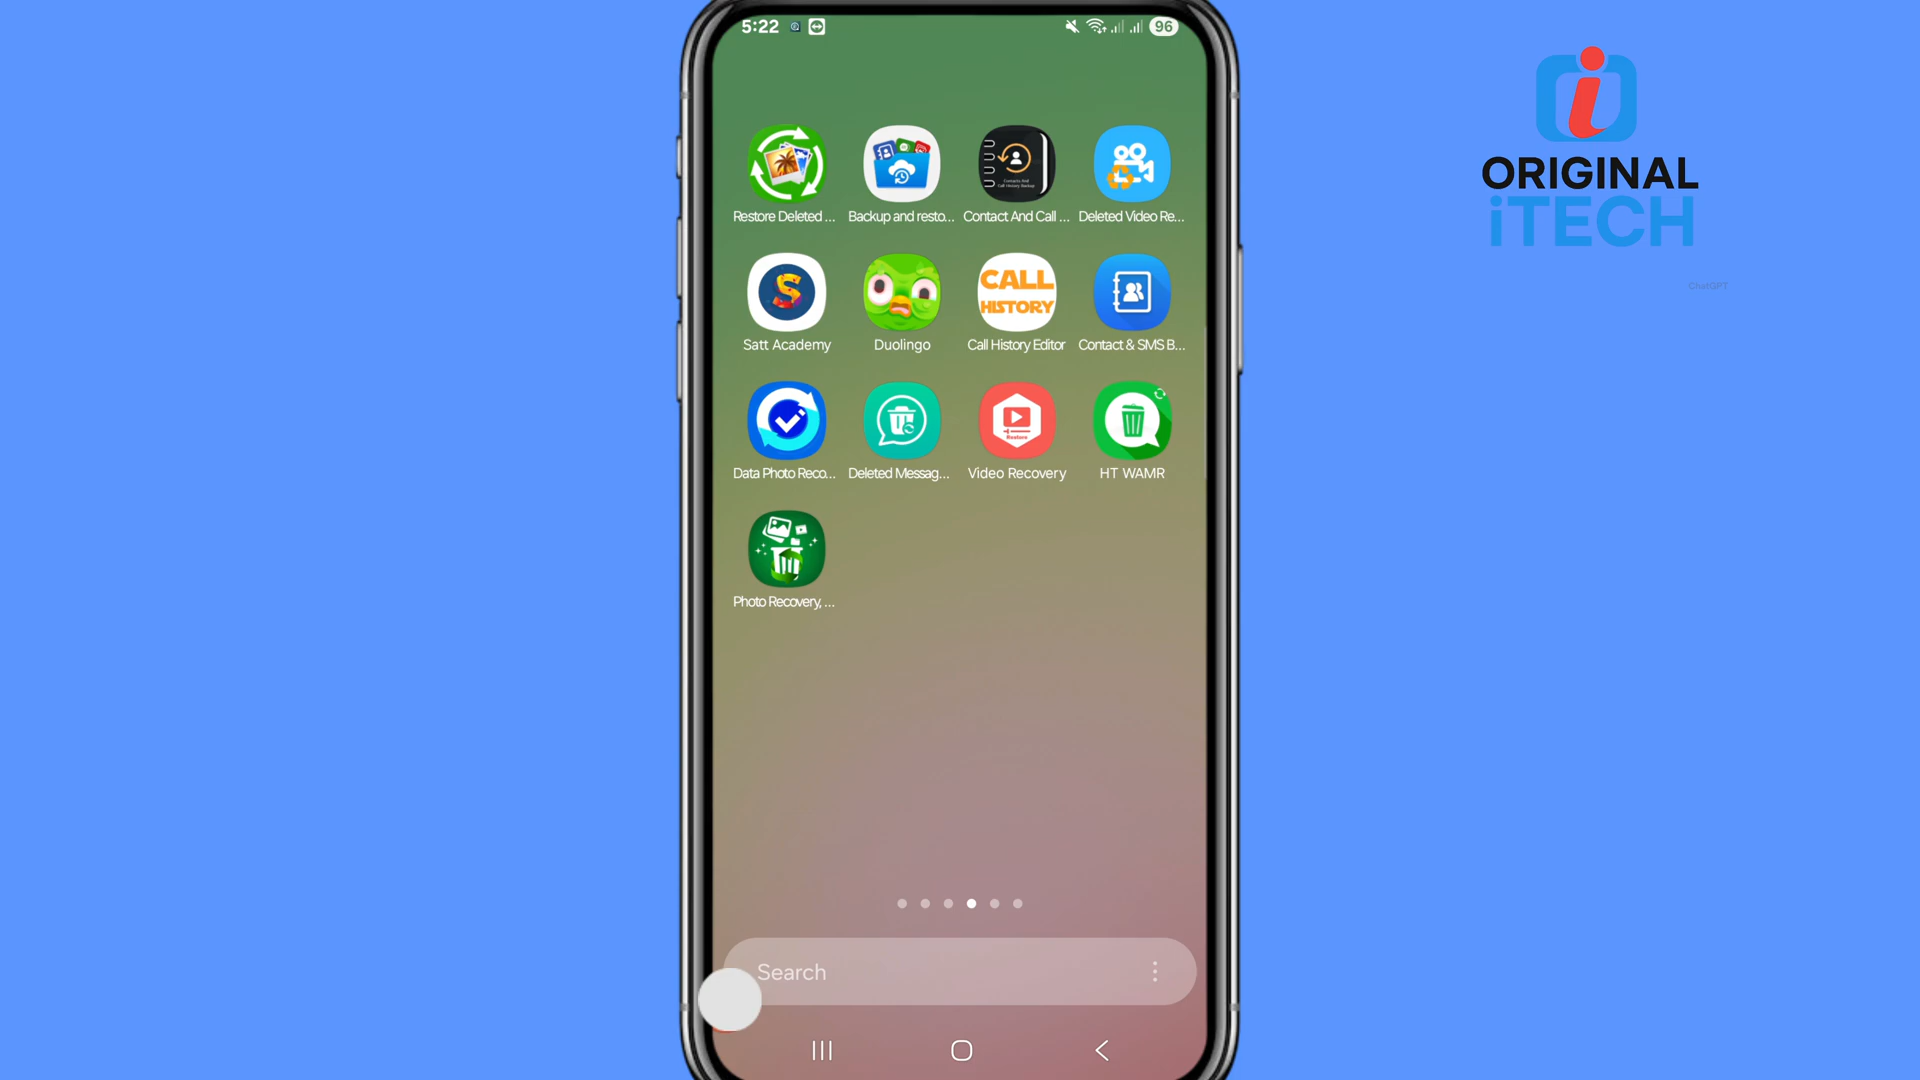 5:22
96
Restore Deleted ...
Backup and resto...
Contact And Call ...
Deleted Video Re...
S
CALL
HISTORY
Satt Academy
Duolingo
Call History Editor
Contact & SMS B...
Restore
Data Photo Reco...
Deleted Messag...
Video Recovery
HT WAMR
Photo Recovery, ...
Search
i
ORIGINAL
iTECH
ChatGPT